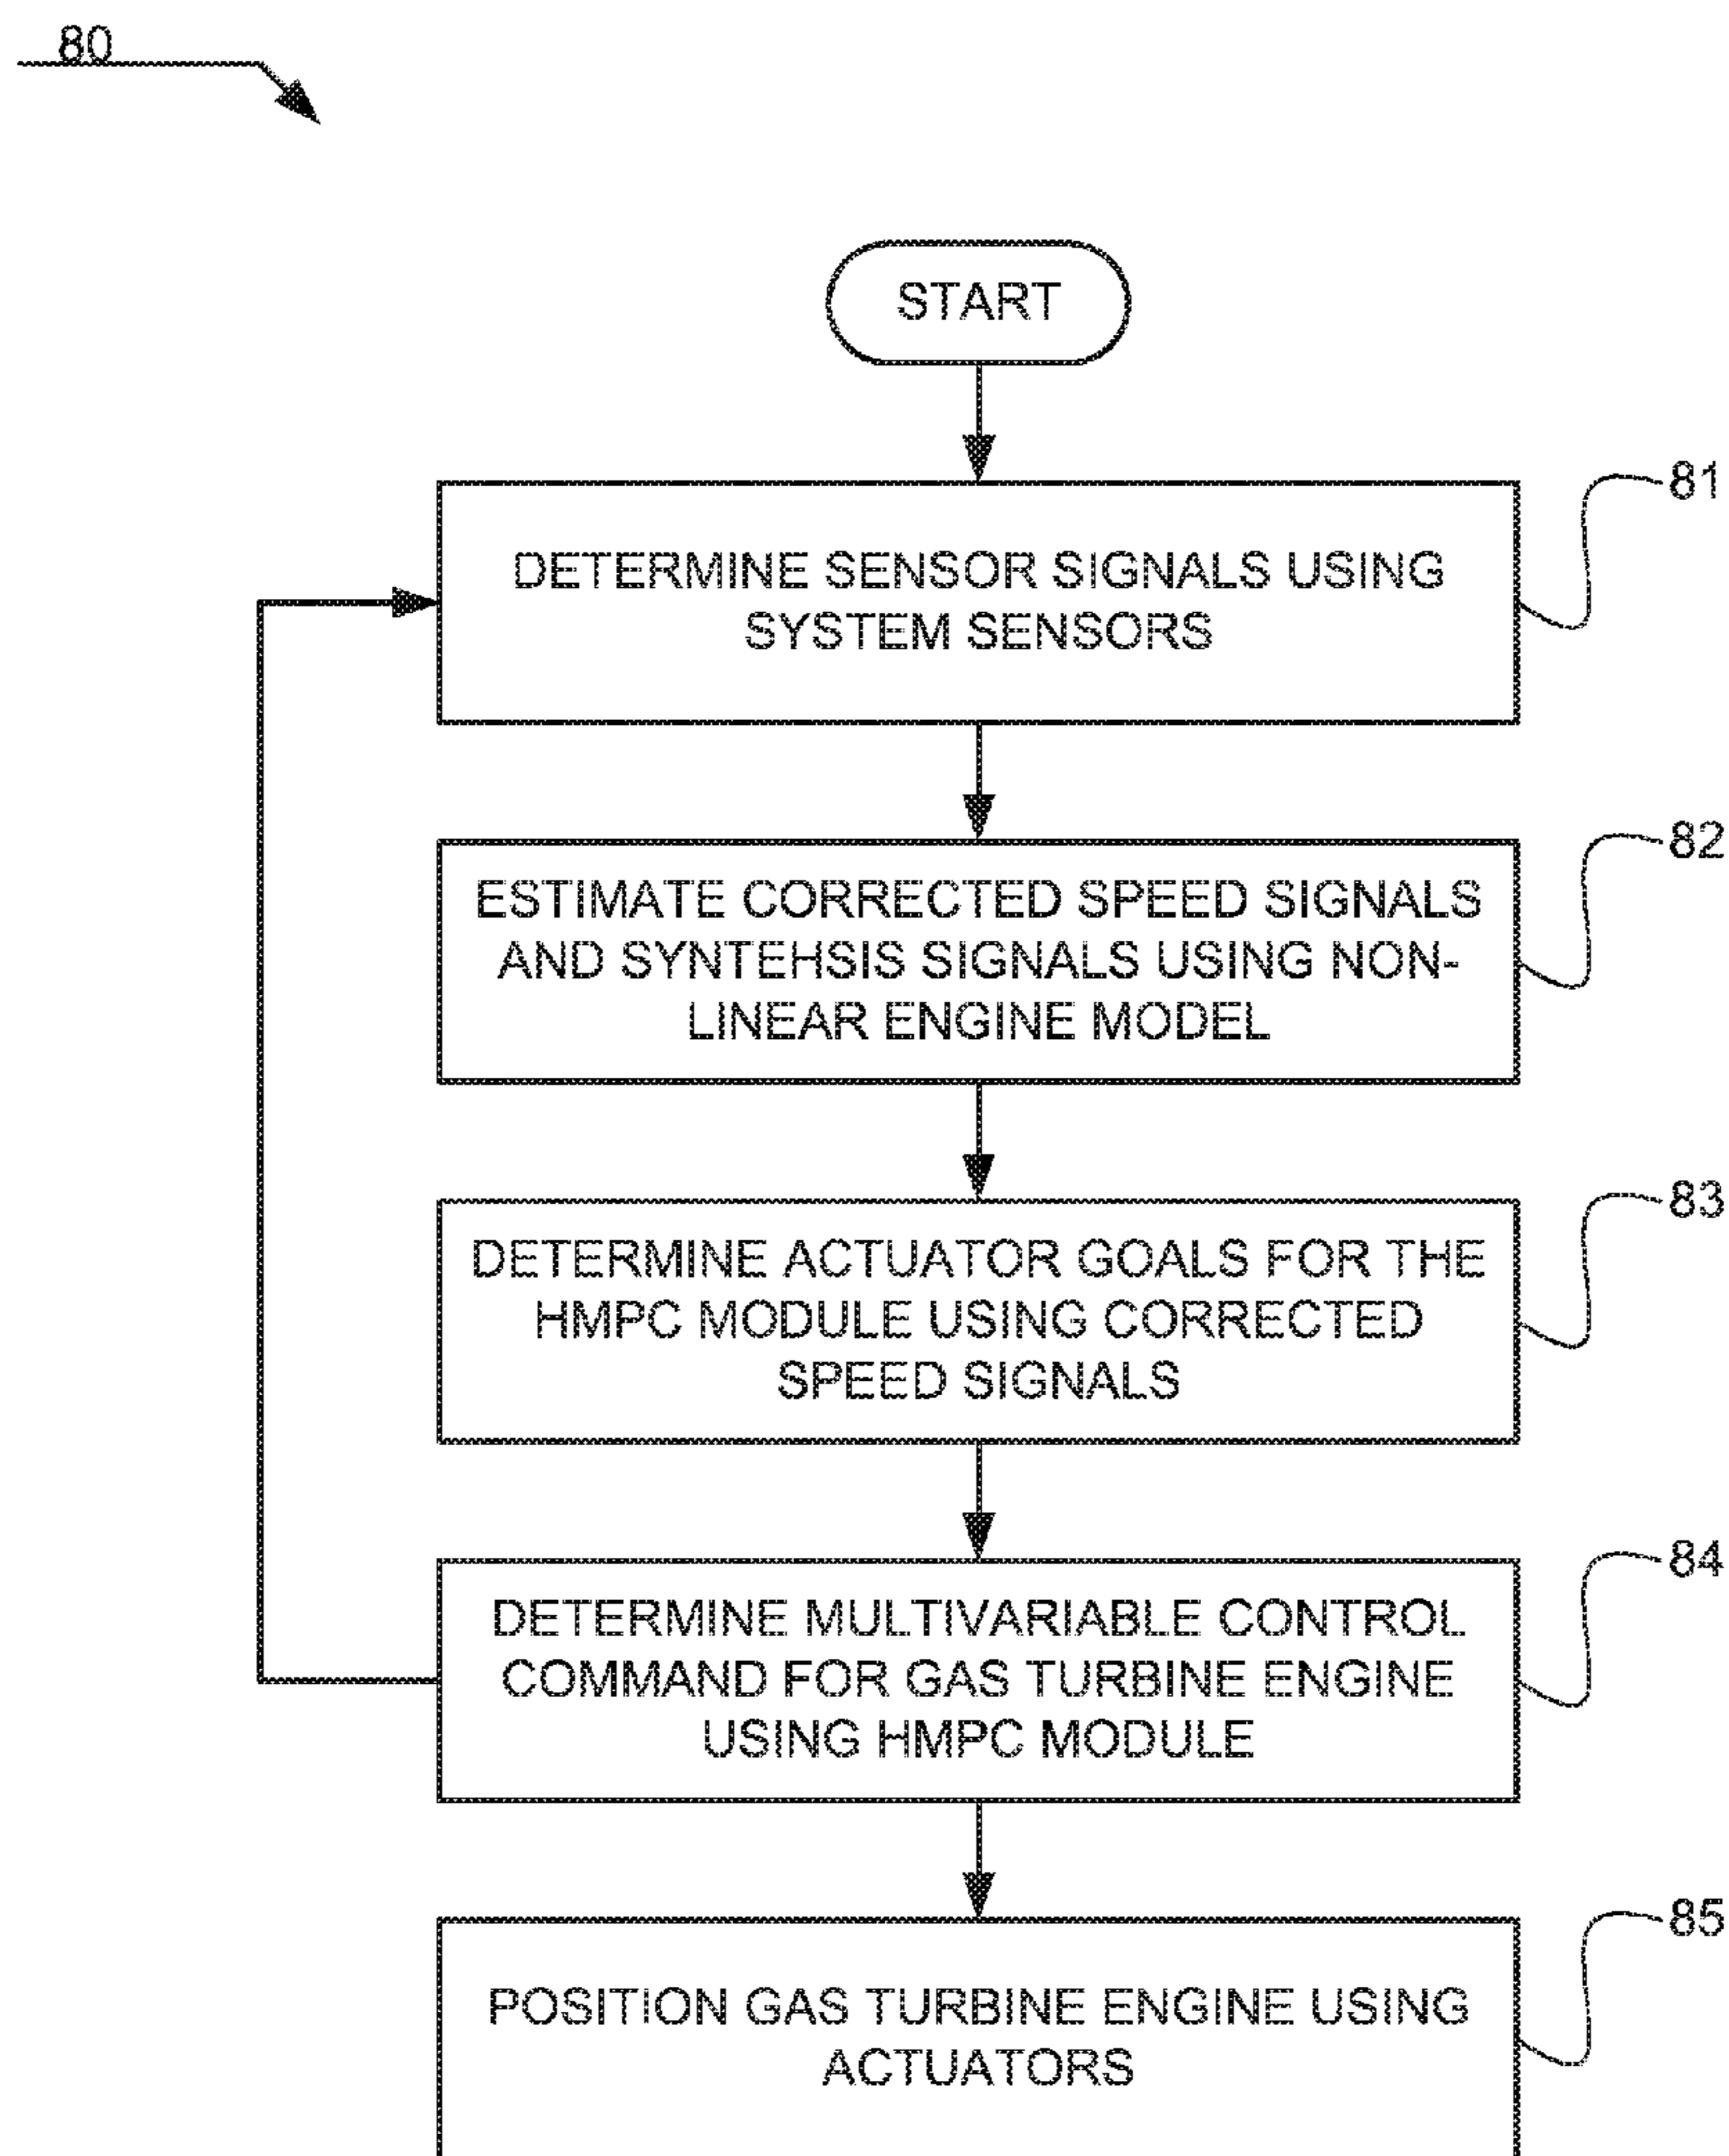 80
START
81
DETERMINE SENSOR SIGNALS USING
SYSTEM SENSORS
82
ESTIMATE CORRECTED SPEED SIGNALS
AND SYNTEHSIS SIGNALS USING NON-
LINEAR ENGINE MODEL
83
DETERMINE ACTUATOR GOALS FOR THE
HMPC MODULE USING CORRECTED
SPEED SIGNALS
84
DETERMINE MULTIVARIABLE CONTROL
COMMAND FOR GAS TURBINE ENGINE
USING HMPC MODULE
85
POSITION GAS TURBINE ENGINE USING
ACTUATORS